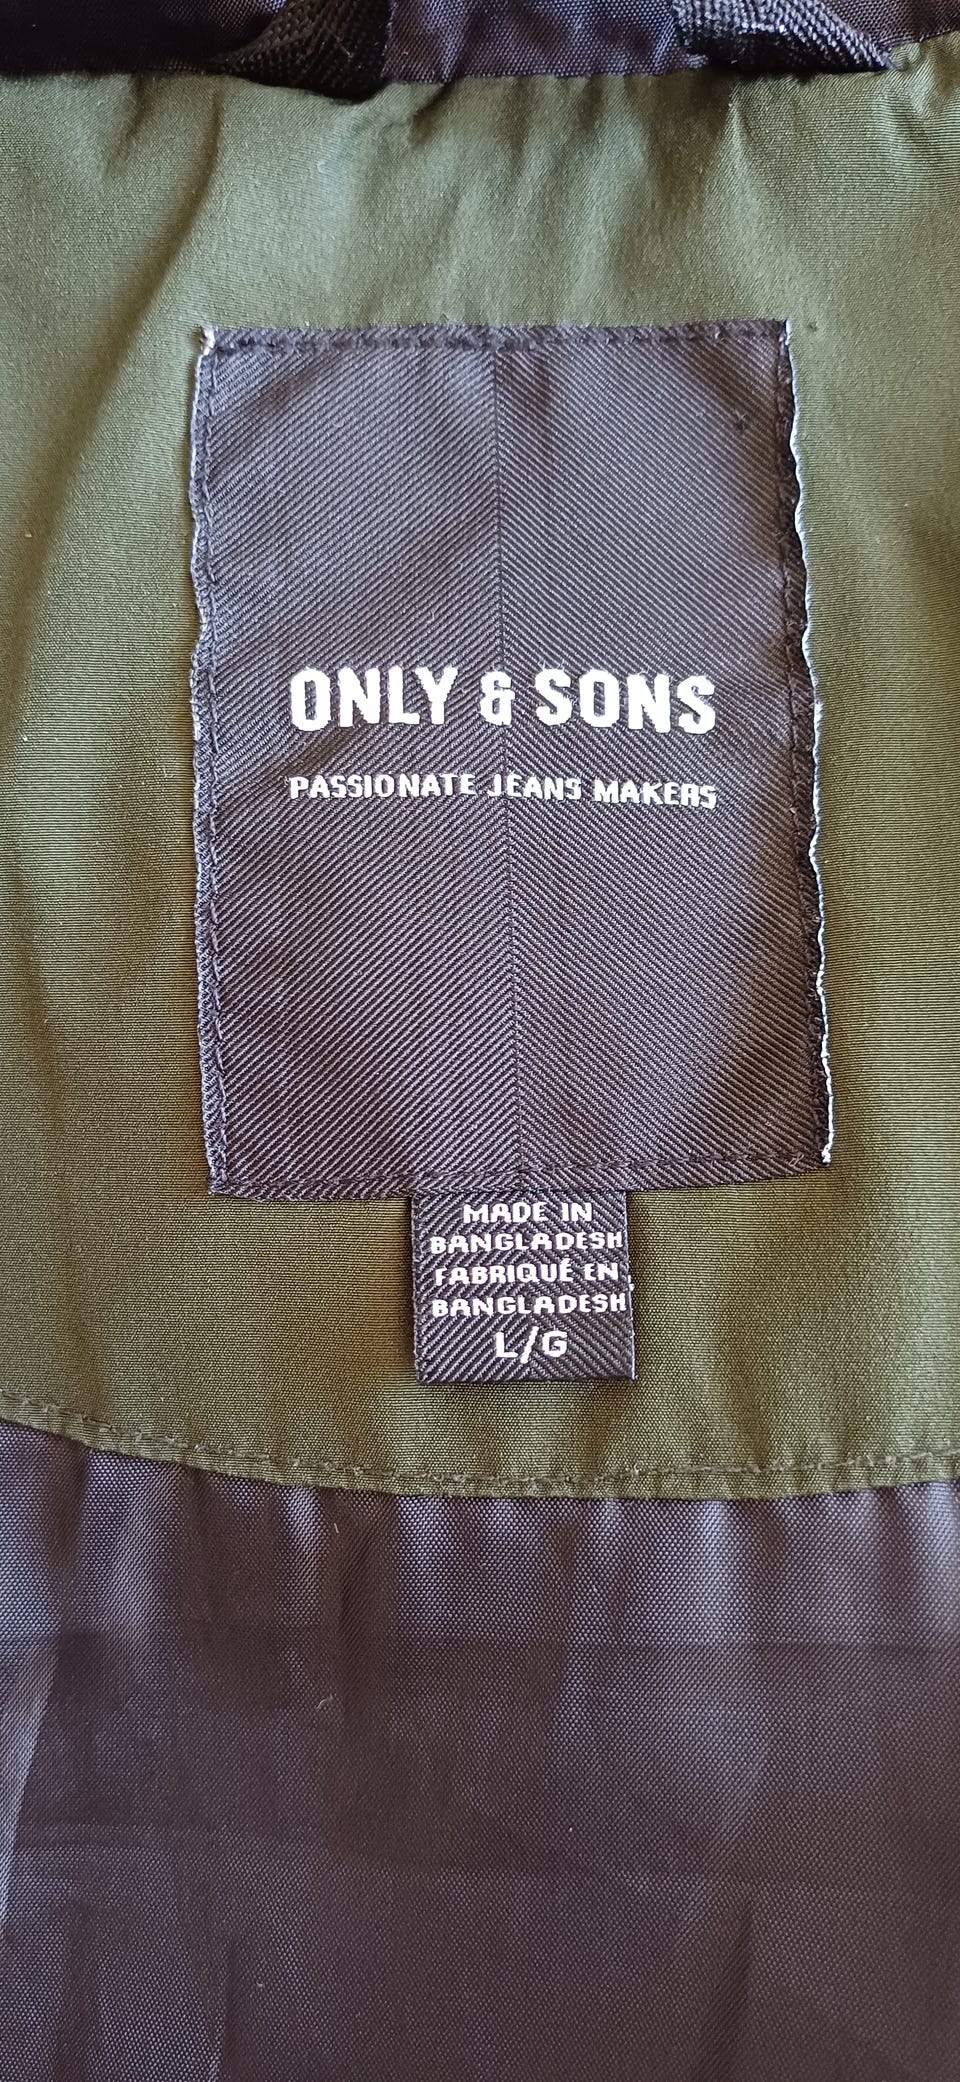 ONLY & SONS
PASSIONATE JEANS MAKERS
MADE IN
BANGLADESH
FABRIQUÉ EN
BANGLADESH
L/G